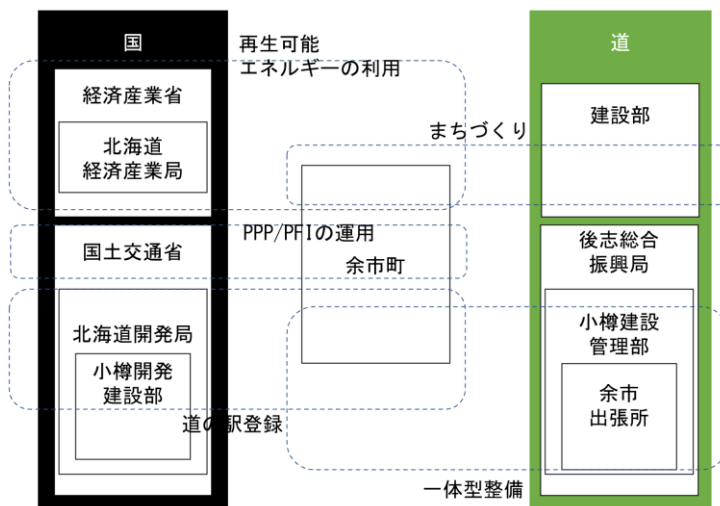 国
再生可能
エネルギーの利用
経済産業省
北海道
経済産業局
国土交通省
PPP/PFIの運用
北海道開発局
小樽開発
建設部
道の駅登録
余市町
まちづくり
一体型整備
道
建設部
後志総合
振興局
小樽建設
管理部
余市
出張所